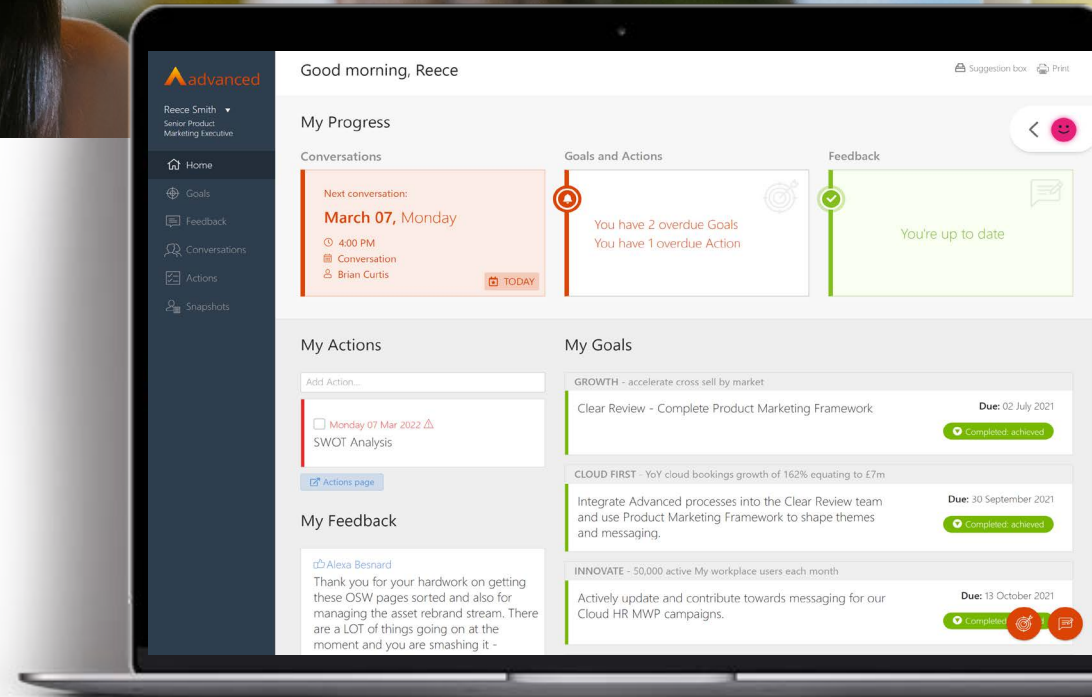 advanced
Reece Smith
Senior Product
Marketing Executive
Home
Goals
Feedback
Conversations
Actions
Snapshots
Good morning, Reece
Suggestion box
Print
My Progress
Conversations
Next conversation:
March 07, Monday
4:00 PM
Conversation
Brian Curtis
TODAY
Goals and Actions
You have 2 overdue Goals
You have 1 overdue Action
Feedback
You're up to date
My Actions
Add Action...
Monday 07 Mar 2022
SWOT Analysis
Actions page
My Feedback
Alexa Besnard
Thank you for your hardwork on getting
these OSW pages sorted and also for
managing the asset rebrand stream. There
are a LOT of things going on at the
moment and you are smashing it -
My Goals
GROWTH - accelerate cross sell by market
Clear Review - Complete Product Marketing Framework
Due: 02 July 2021
Completed: achieved
CLOUD FIRST - YoY cloud bookings growth of 162% equating to £7m
Integrate Advanced processes into the Clear Review team
and use Product Marketing Framework to shape themes
and messaging.
Due: 30 September 2021
Completed: achieved
INNOVATE - 50,000 active My workplace users each month
Actively update and contribute towards messaging for our
Cloud HR MWP campaigns.
Due: 13 October 2021
Completed